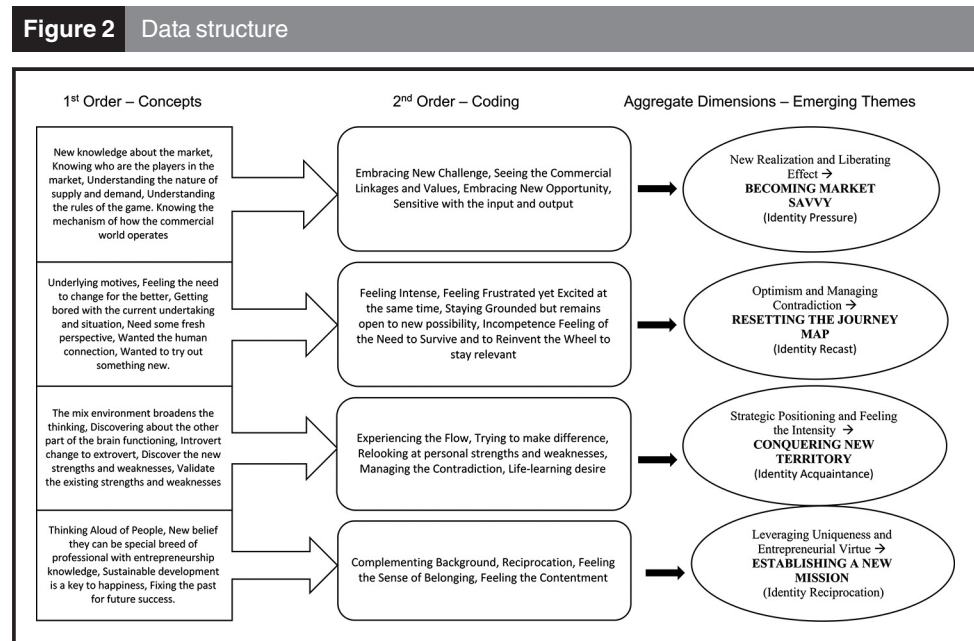 Figure 2 Data structure
1st Order – Concepts
2nd Order – Coding
Aggregate Dimensions – Emerging Themes
New knowledge about the market,
Knowing who are the players in the
market, Understanding the nature of
supply and demand, Understanding
the rules of the game. Knowing the
mechanism of how the commercial
world operates
Embracing New Challenge, Seeing the Commercial
Linkages and Values, Embracing New Opportunity,
Sensitive with the input and output
New Realization and Liberating
Effect →
BECOMING MARKET
SAVVY
(Identity Pressure)
Underlying motives, Feeling the need
to change for the better, Getting
bored with the current undertaking
and situation, Need some fresh
perspective, Wanted the human
connection, Wanted to try out
something new.
Feeling Intense, Feeling Frustrated yet Excited at
the same time, Staying Grounded but remains
open to new possibility, Incompetence Feeling of
the Need to Survive and to Reinvent the Wheel to
stay relevant
Optimism and Managing
Contradiction →
RESETTING THE JOURNEY
MAP
(Identity Recast)
The mix environment broadens the
thinking, Discovering about the other
part of the brain functioning, Introvert
change to extrovert, Discover the new
strengths and weaknesses, Validate
the existing strengths and weaknesses
Experiencing the Flow, Trying to make difference,
Relooking at personal strengths and weaknesses,
Managing the Contradiction, Life-learning desire
Strategic Positioning and Feeling
the Intensity →
CONQUERING NEW
TERRITORY
(Identity Acquaintance)
Thinking Aloud of People, New belief
they can be special breed of
professional with entrepreneurship
knowledge, Sustainable development
is a key to happiness, Fixing the past
for future success.
Complementing Background, Reciprocation, Feeling
the Sense of Belonging, Feeling the Contentment
Leveraging Uniqueness and
Entrepreneurial Virtue →
ESTABLISHING A NEW
MISSION
(Identity Reciprocation)